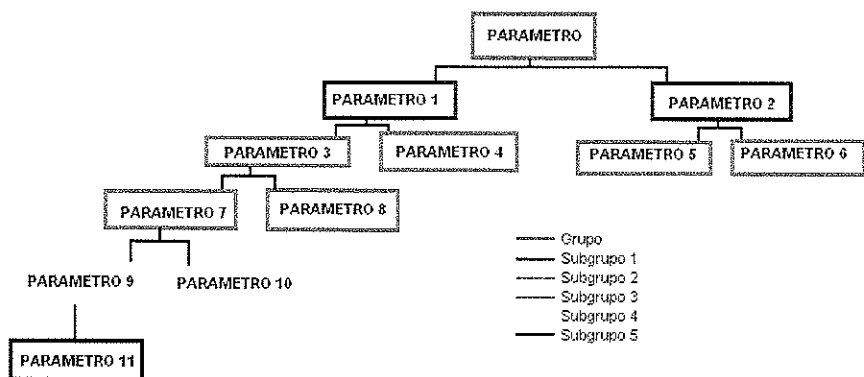 PARAMETRO
PARAMETRO 1
PARAMETRO 2
PARAMETRO 3
PARAMETRO 4
PARAMETRO 5
PARAMETRO 6
PARAMETRO 7
PARAMETRO 8
PARAMETRO 9
PARAMETRO 10
PARAMETRO 11
Grupo
Subgrupo 1
Subgrupo 2
Subgrupo 3
Subgrupo 4
Subgrupo 5